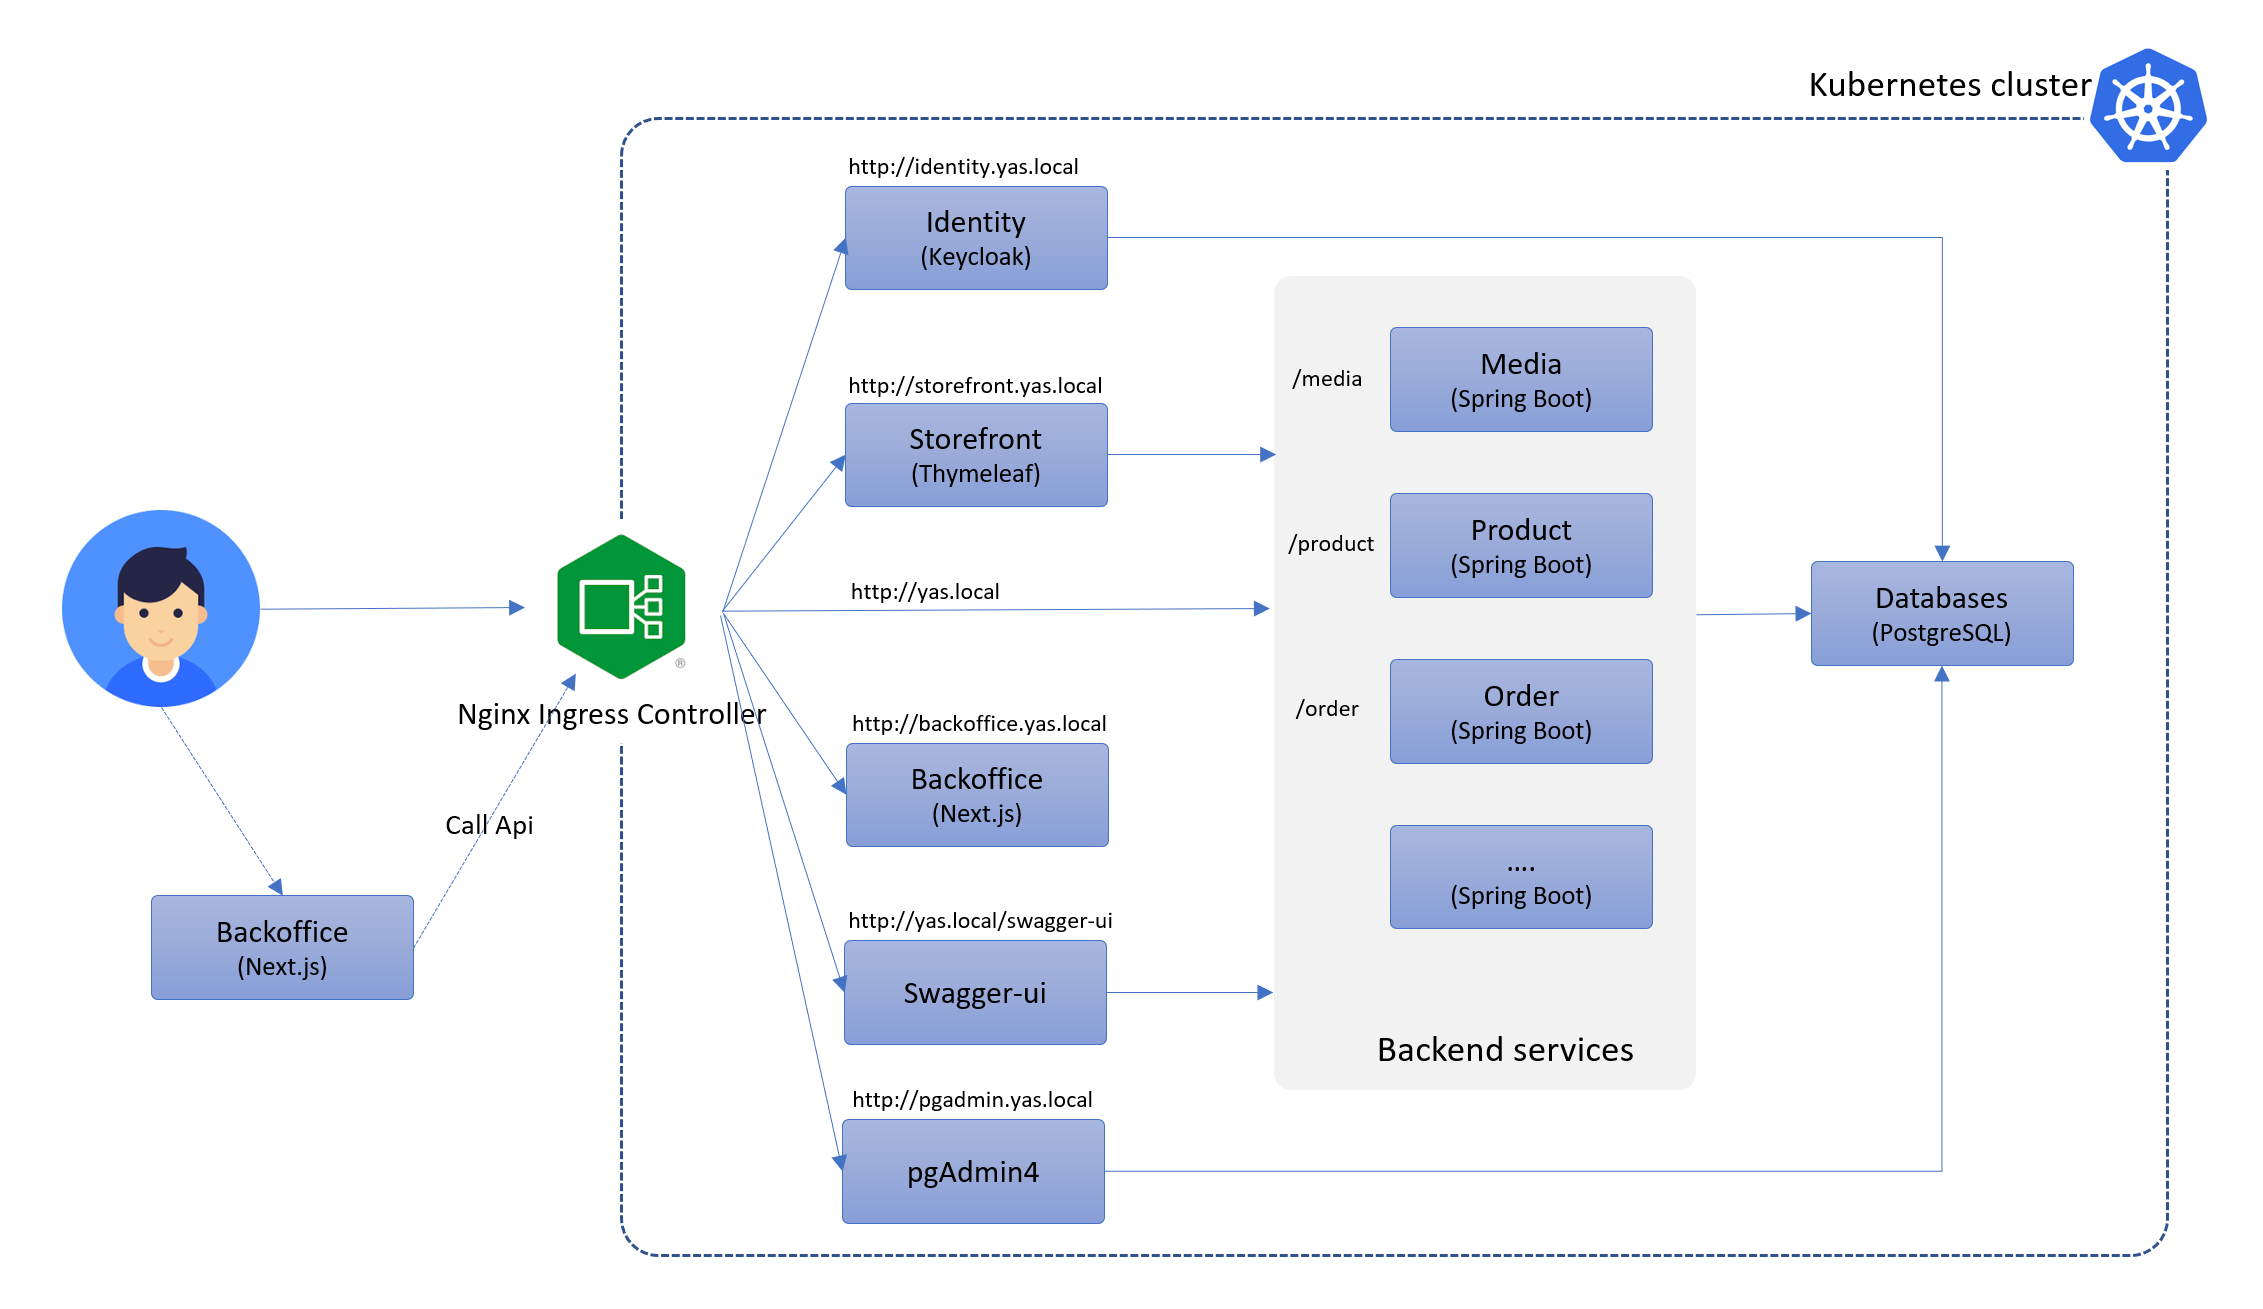 Kubernetes cluster
http://identity.yas.local
Identity
(Keycloak)
http://storefront.yas.local
Storefront
(Thymeleaf)
http://yas.local
®
Nginx Ingress Controller
Call Api
Backoffice
(Next.js)
http://backoffice.yas.local
Backoffice
(Next.js)
http://yas.local/swagger-ui
Swagger-ui
http://pgadmin.yas.local
pgAdmin4
/media
Media
(Spring Boot)
/product
Product
(Spring Boot)
/order
Order
(Spring Boot)
....
(Spring Boot)
Backend services
Databases
(PostgreSQL)